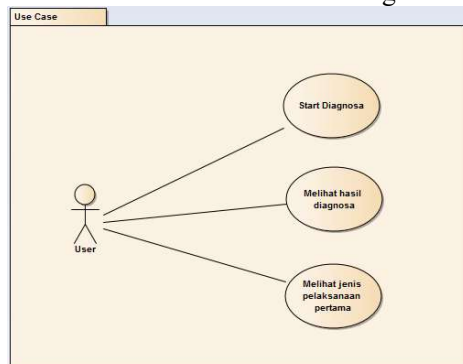 Use Case
Start Diagnosa
Melihat hasil
diagnosa
User
Melihat jenis
pelaksanaan
pertama